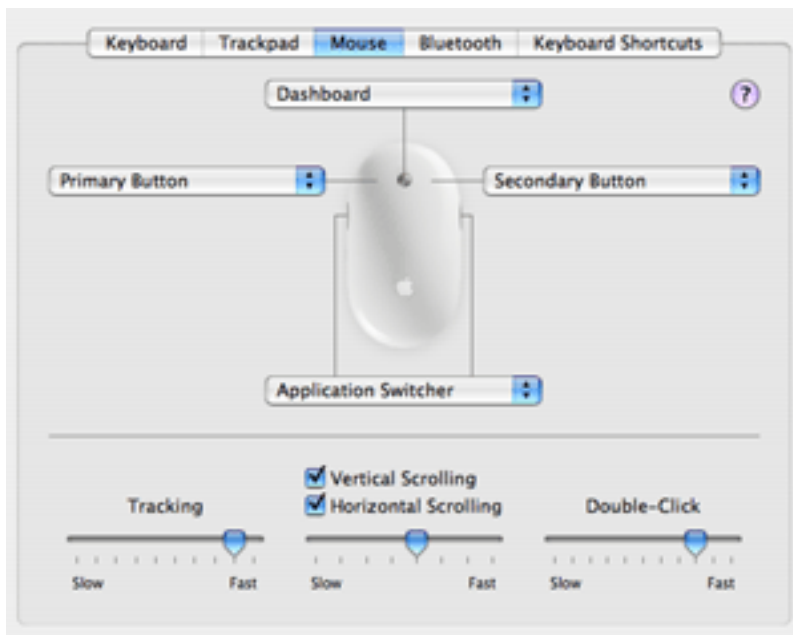 Keyboard Trackpad Mouse Bluetooth Keyboard Shortcuts
Dashboard ?
Primary Button Secondary Button
Application Switcher
Vertical Scrolling
Tracking Horizontal Scrolling Double-Click
Slow Fast Slow Fast Slow Fast